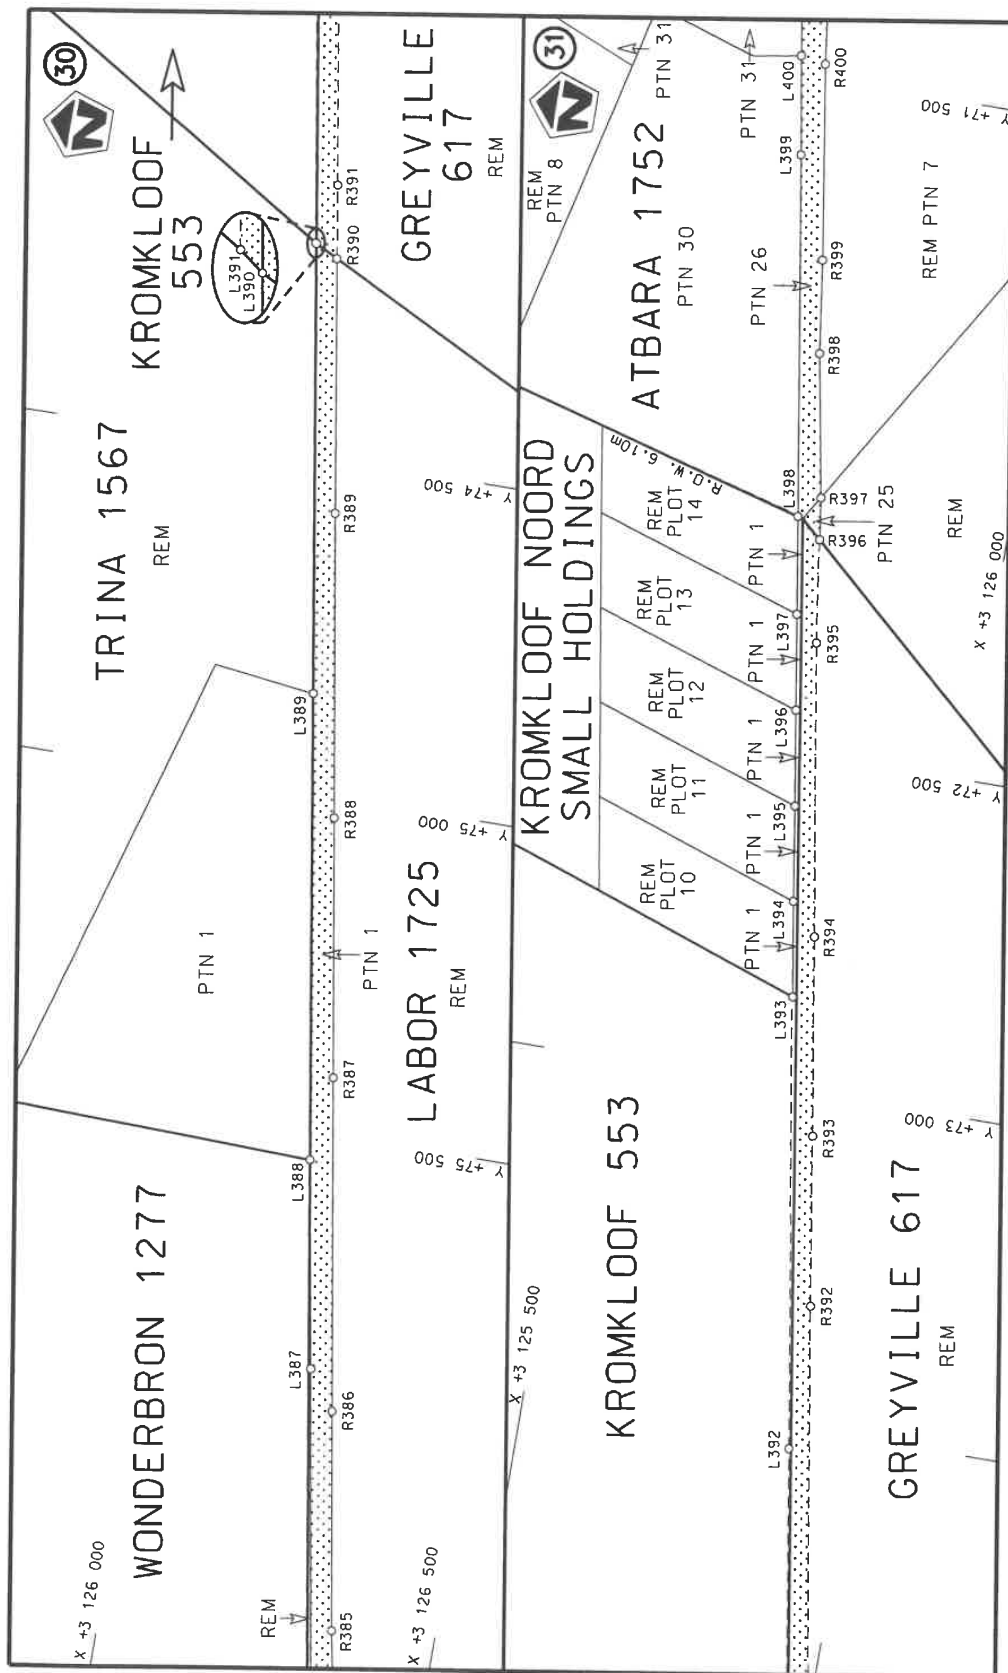 30
N
KROMKLOOF
553
L391
L390
TRINA 1567
REM
GREYVILLE
617
REM
R391
R390
R389
L389
R388
PTN 1
PTN 1
R387
L388
WONDERBRON 1277
L387
R386
REM
R385
LABOR 1725
REM
Y +74 500
Y +75 000
Y +75 500
X +3 126 000
X +3 126 500
31
N
REM
PTN 8
PTN 31
PTN 31
L400
R400
ATBARA 1752
PTN 30
L399
PTN 26
R399
R398
REM PTN 7
Y +71 500
KROMKLOOF NOORD
SMALL HOLDINGS
R.O.W. 6.10m
REM
PLOT
14
REM
PLOT
13
REM
PLOT
12
REM
PLOT
11
REM
PLOT
10
PTN 1
PTN 1
PTN 1
PTN 1
PTN 1
L398
L397
L396
L395
L394
L393
R397
R396
PTN 25
REM
R395
R394
R393
R392
L392
X +3 126 000
Y +72 500
Y +73 000
X +3 125 500
KROMKLOOF 553
GREYVILLE 617
REM